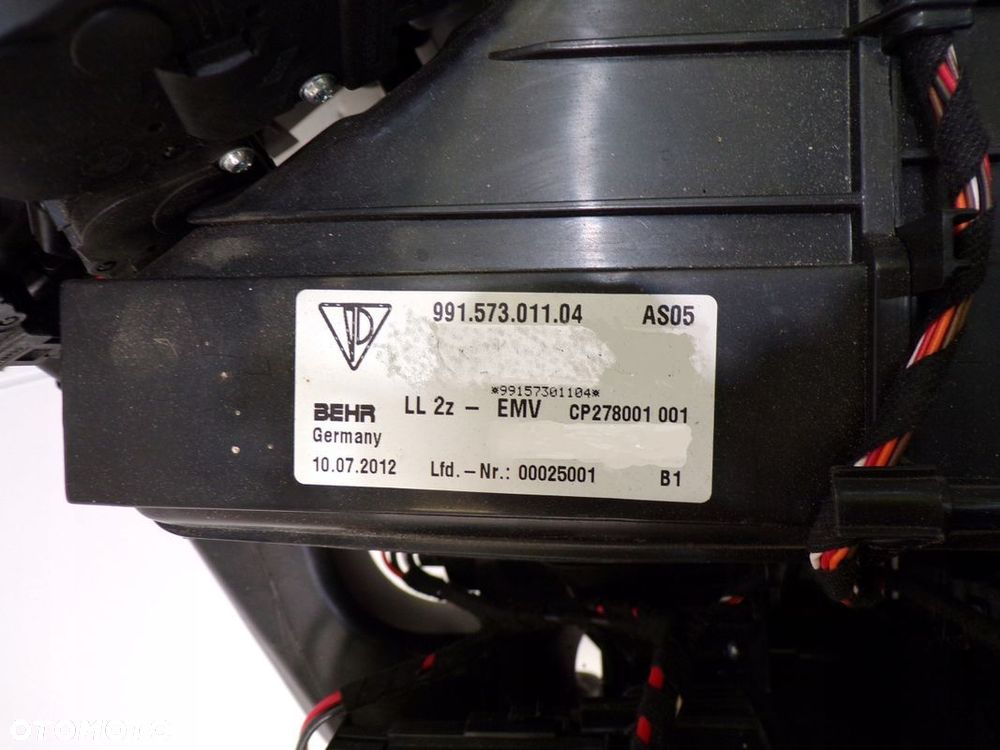 991.573.011.04 AS05
*99157301104*
BEHR LL 2z - EMV CP278001 001
Germany
10.07.2012 Lfd.-Nr.: 00025001 B1
OTOMOTO